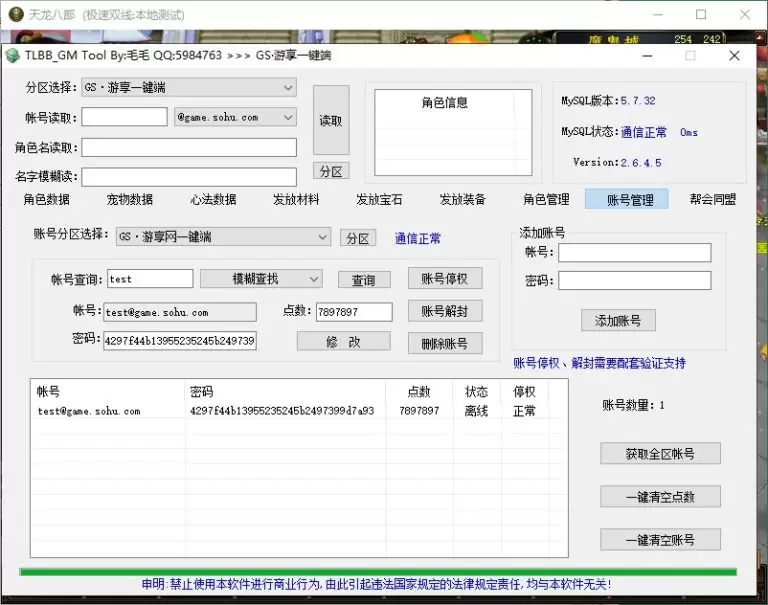 天龙八部 (极速双线:本地测试)
魔鬼城 254 242
TLBB_GM Tool By:毛毛 QQ:5984763 >>> GS·游享一键端
分区选择: GS·游享一键端
帐号读取: @game.sohu.com
角色名读取:
名字模糊读:
读取
分区
角色信息
MySQL版本:5.7.32
MySQL状态:通信正常 0ms
Version:2.6.4.5
角色数据 宠物数据 心法数据 发放材料 发放宝石 发放装备 角色管理 账号管理 帮会同盟
账号分区选择: GS·游享网一键端 分区 通信正常
帐号查询: test 模糊查找 查询 账号停权
帐号: test@game.sohu.com 点数: 7897897 账号解封
密码: 4297f44b13955235245b249739 修 改 删除账号
添加账号
帐号:
密码:
添加账号
账号停权、解封需要配套验证支持
帐号 密码 点数 状态 停权
test@game.sohu.com 4297f44b13955235245b2497399d7a93 7897897 离线 正常
账号数量: 1
获取全区帐号
一键清空点数
一键清空账号
申明:禁止使用本软件进行商业行为,由此引起违法国家规定的法律规定责任,均与本软件无关!